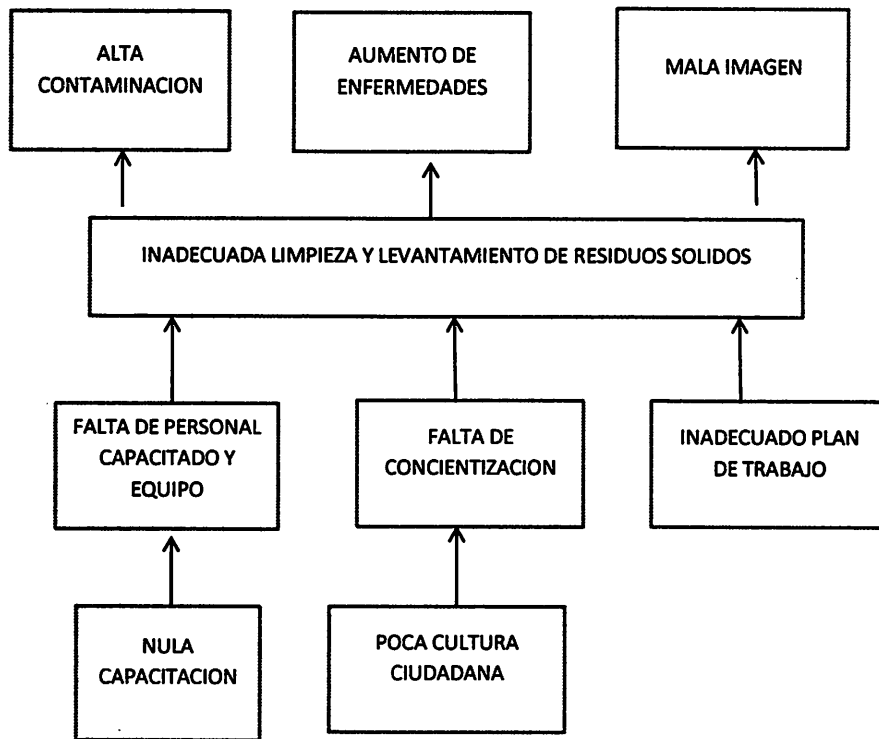 ALTA
CONTAMINACION
AUMENTO DE
ENFERMEDADES
MALA IMAGEN
INADECUADA LIMPIEZA Y LEVANTAMIENTO DE RESIDUOS SOLIDOS
FALTA DE PERSONAL
CAPACITADO Y
EQUIPO
FALTA DE
CONCIENTIZACION
INADECUADO PLAN
DE TRABAJO
NULA
CAPACITACION
POCA CULTURA
CIUDADANA